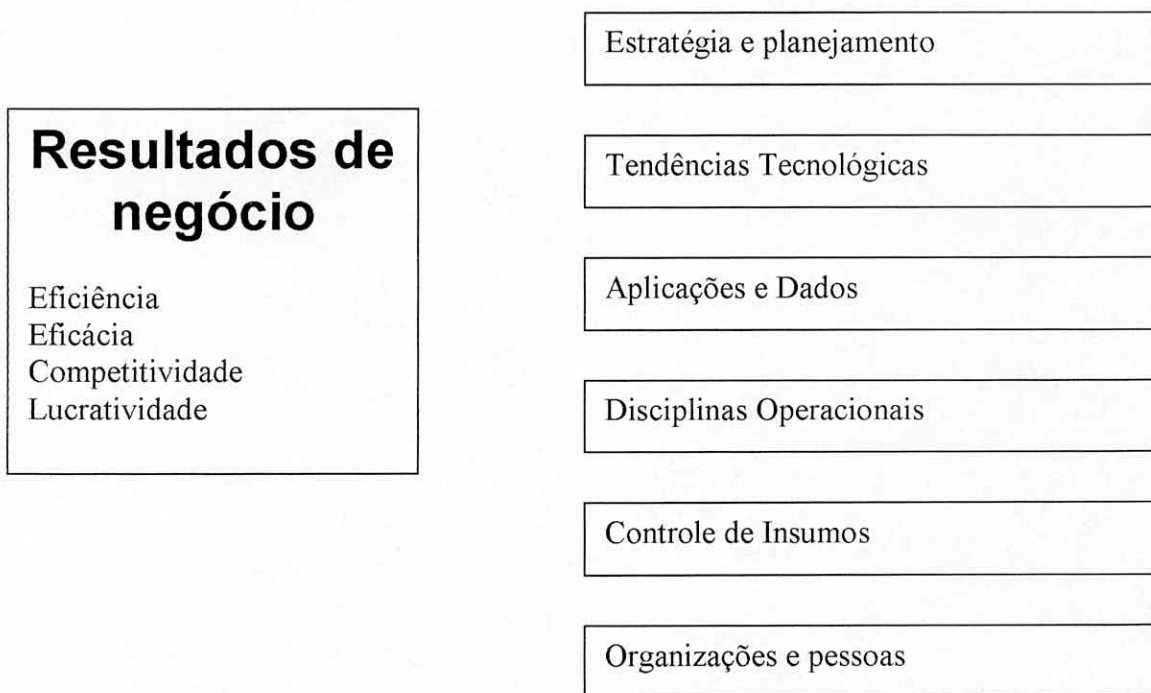 Resultados de
negócio
Eficiência
Eficácia
Competitividade
Lucratividade
Estratégia e planejamento
Tendências Tecnológicas
Aplicações e Dados
Disciplinas Operacionais
Controle de Insumos
Organizações e pessoas